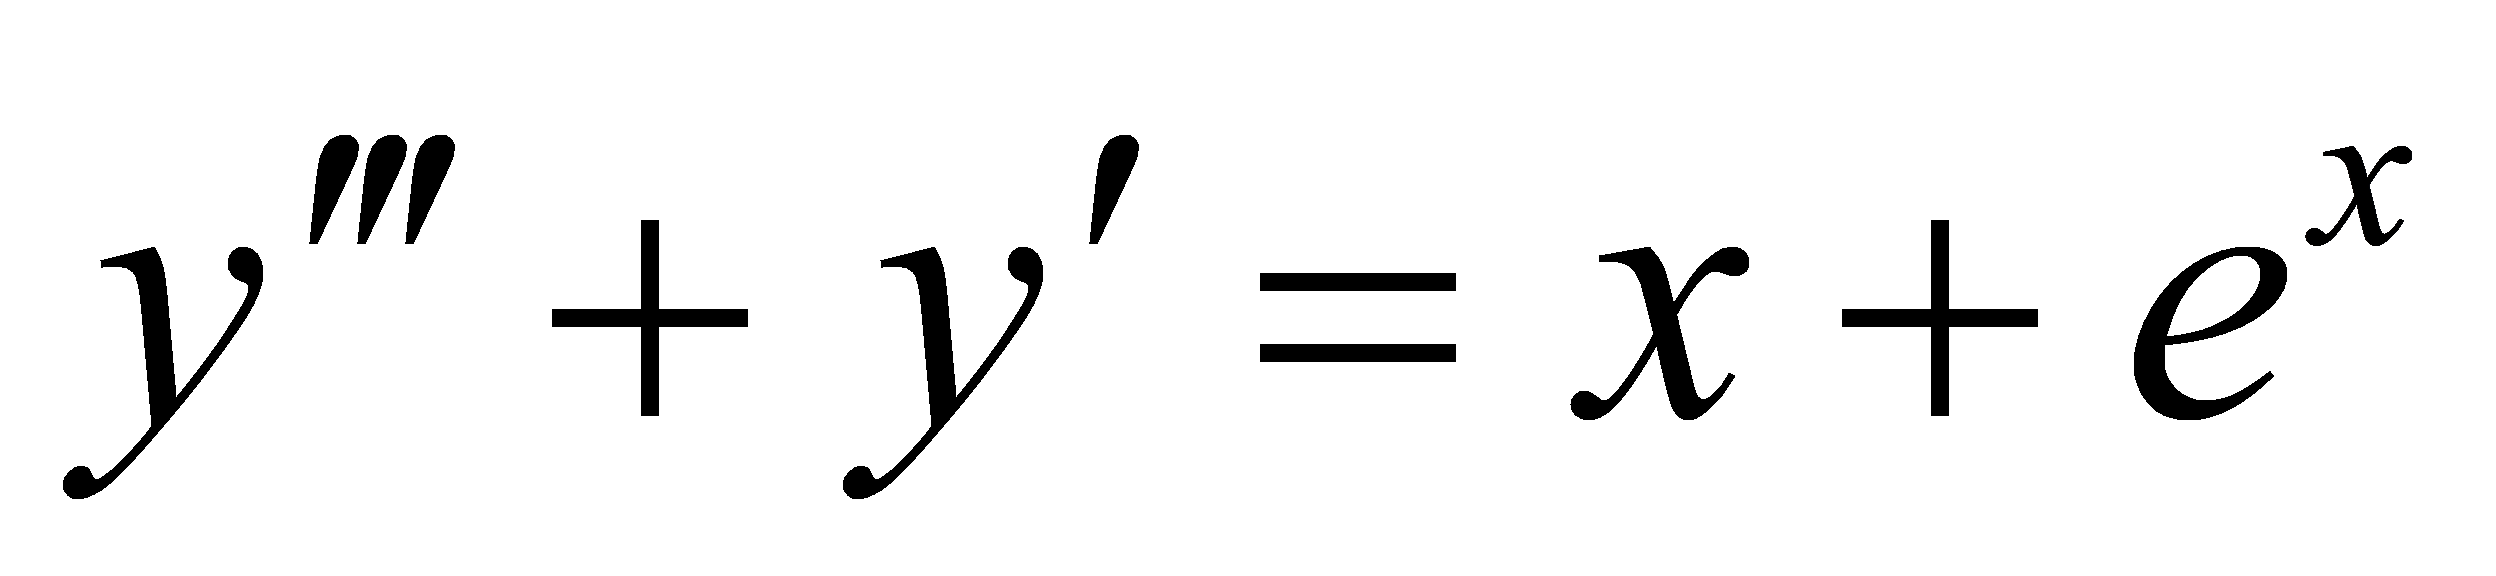 y''' + y' = x + e^x